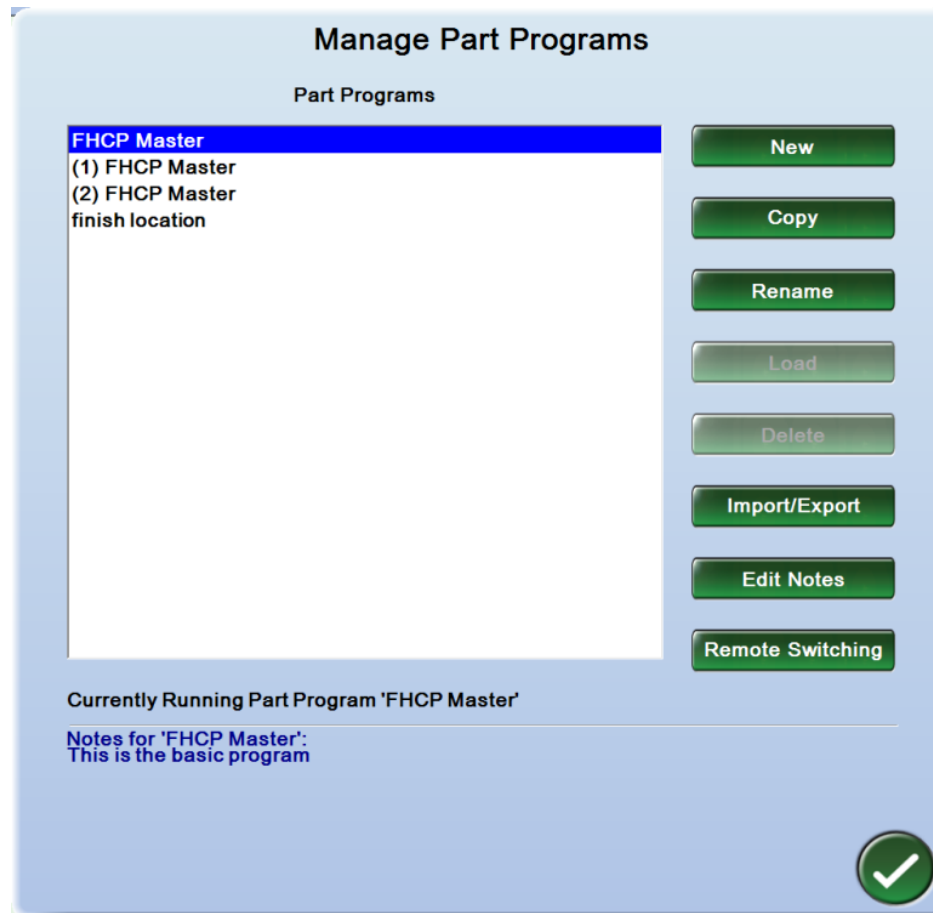 Manage Part Programs
Part Programs
FHCP Master
(1) FHCP Master
(2) FHCP Master
finish location
New
Copy
Rename
Load
Delete
Import/Export
Edit Notes
Remote Switching
Currently Running Part Program 'FHCP Master'
Notes for 'FHCP Master':
This is the basic program